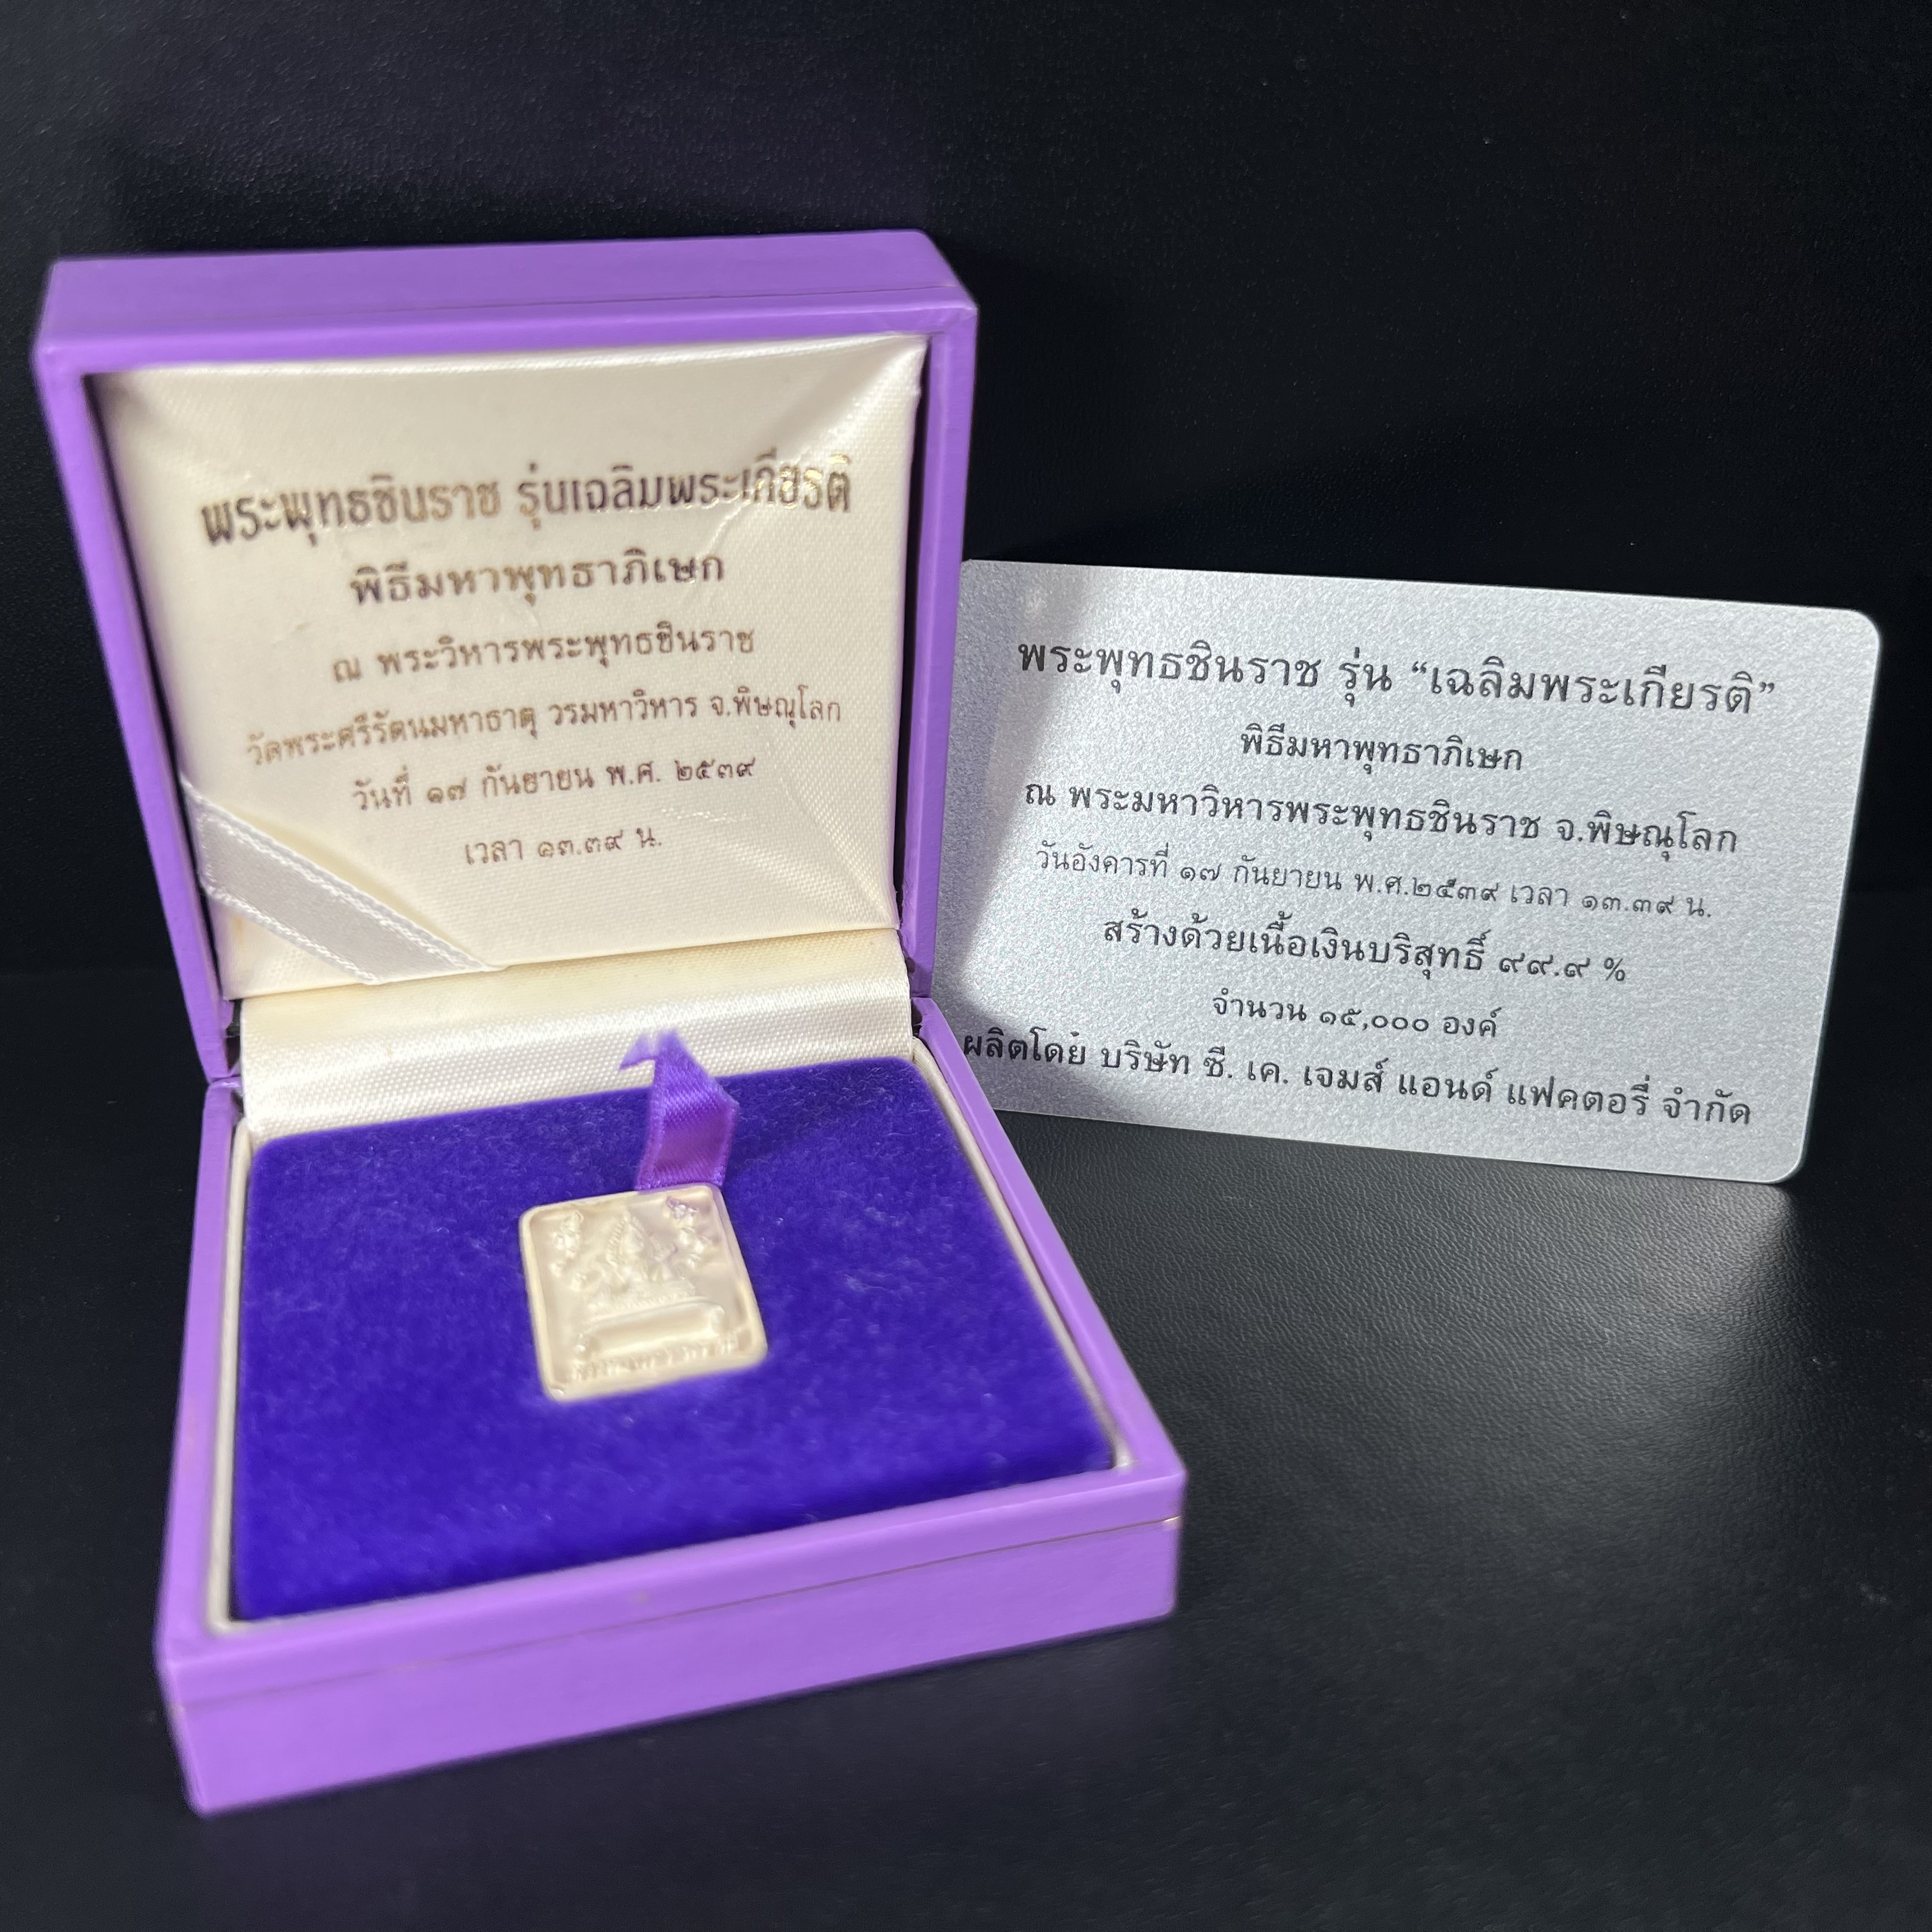 พระพุทธชินราช รุ่นเฉลิมพระเกียรติ
พิธีมหาพุทธาภิเษก
ณ พระวิหารพระพุทธชินราช
วัดพระศรีรัตนมหาธาตุ วรมหาวิหาร จ.พิษณุโลก
วันที่ ๑๗ กันยายน พ.ศ. ๒๕๓๙
เวลา ๑๓.๓๙ น.
พระพุทธชินราช รุ่น “เฉลิมพระเกียรติ”
พิธีมหาพุทธาภิเษก
ณ พระมหาวิหารพระพุทธชินราช จ.พิษณุโลก
วันอังคารที่ ๑๗ กันยายน พ.ศ.๒๕๓๙ เวลา ๑๓.๓๙ น.
สร้างด้วยเนื้อเงินบริสุทธิ์ ๙๙.๙ %
จำนวน ๑๕,๐๐๐ องค์
ผลิตโดย บริษัท ซี. เค. เจมส์ แอนด์ แฟคตอรี่ จำกัด